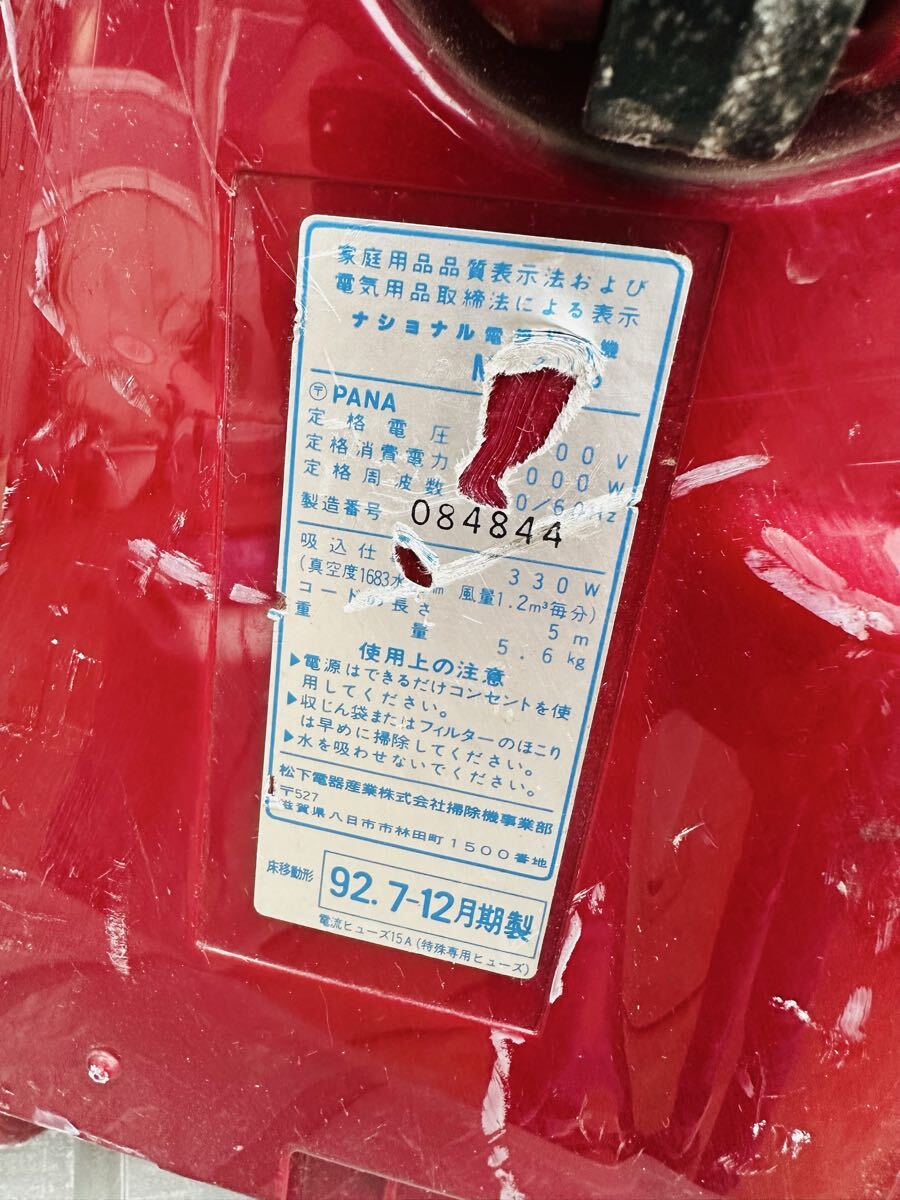 家庭用品品質表示法および
電気用品取締法による表示
ナショナル電
〒 PANA
定格電圧 00 V
定格消費電力 000 W
定格周波数 0/60Hz
製造番号 084844
吸込仕 330W
(真空度1683水 風量1.2m³毎分)
コードの長さ 5 m
重量 5.6 kg
使用上の注意
▶電源はできるだけコンセントを使
用してください。
▶収じん袋またはフィルターのほこり
は早めに掃除してください。
▶水を吸わせないでください。
松下電器産業株式会社掃除機事業部
〒527
滋賀県八日市市林田町1500番地
床移動形 92.7-12月期製
電流ヒューズ15A(特殊専用ヒューズ)